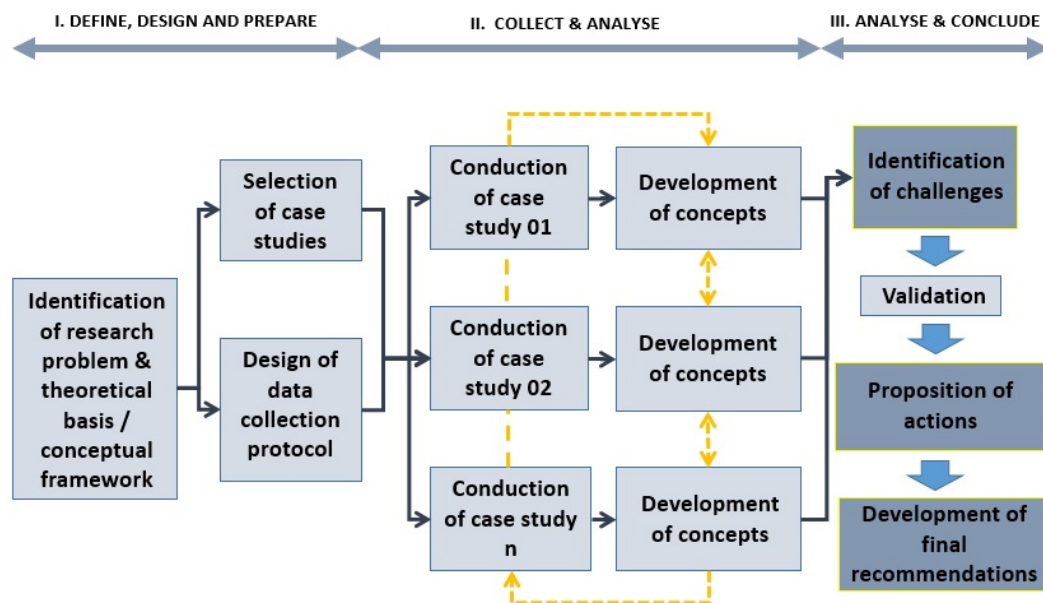 I. DEFINE, DESIGN AND PREPARE
II. COLLECT & ANALYSE
III. ANALYSE & CONCLUDE
Identification
of research
problem &
theoretical
basis /
conceptual
framework
Selection
of case
studies
Design of
data
collection
protocol
Conduction
of case
study 01
Development
of concepts
Conduction
of case
study 02
Development
of concepts
Conduction
of case study
n
Development
of concepts
Identification
of challenges
Validation
Proposition of
actions
Development of
final
recommendations